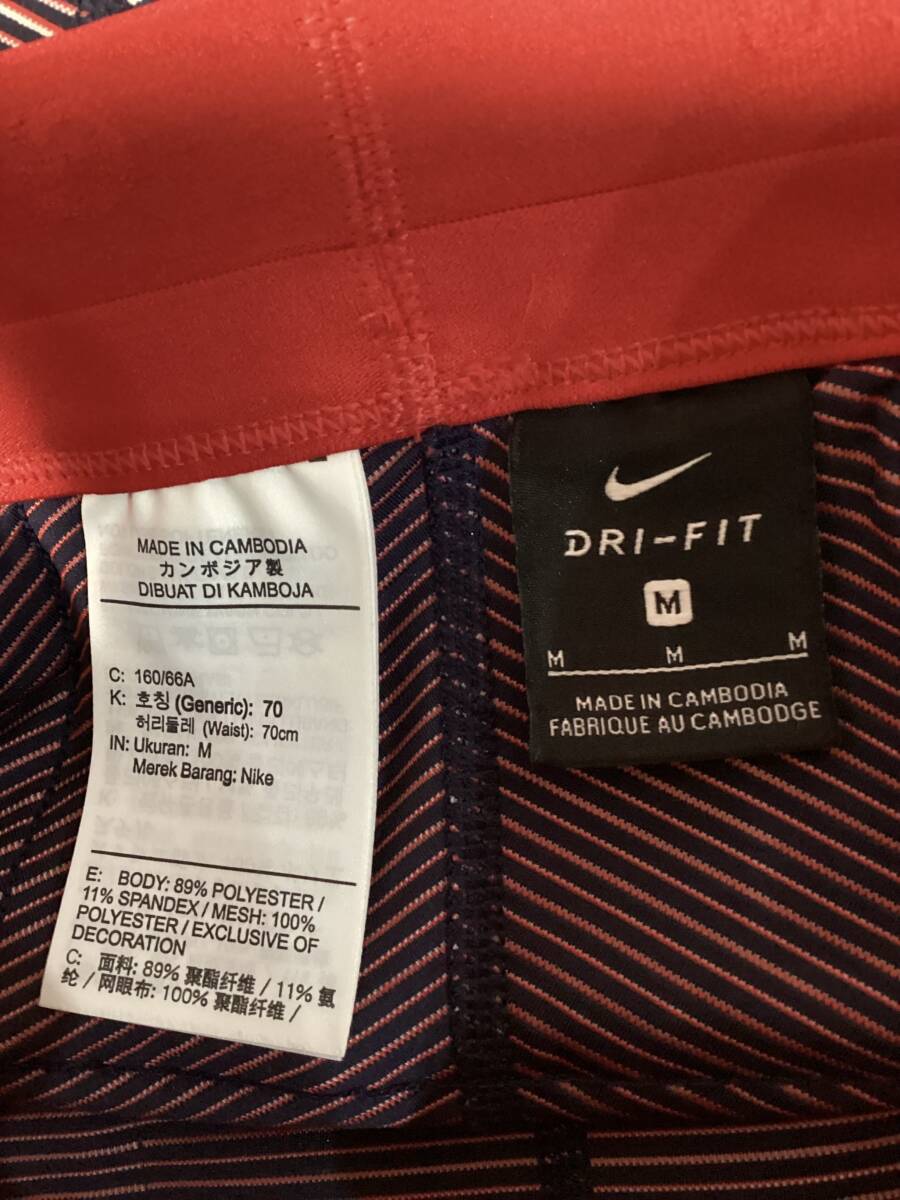 MADE IN CAMBODIA
カンボジア製
DIBUAT DI KAMBOJA
C: 160/66A
K: 호칭 (Generic): 70
허리둘레 (Waist): 70cm
IN: Ukuran: M
Merek Barang: Nike
E: BODY: 89% POLYESTER /
11% SPANDEX / MESH: 100%
POLYESTER / EXCLUSIVE OF
DECORATION
C: 面料: 89% 聚酯纤维 / 11% 氨
纶 / 网眼布: 100% 聚酯纤维 /
DRI-FIT
M
M M M
MADE IN CAMBODIA
FABRIQUE AU CAMBODGE